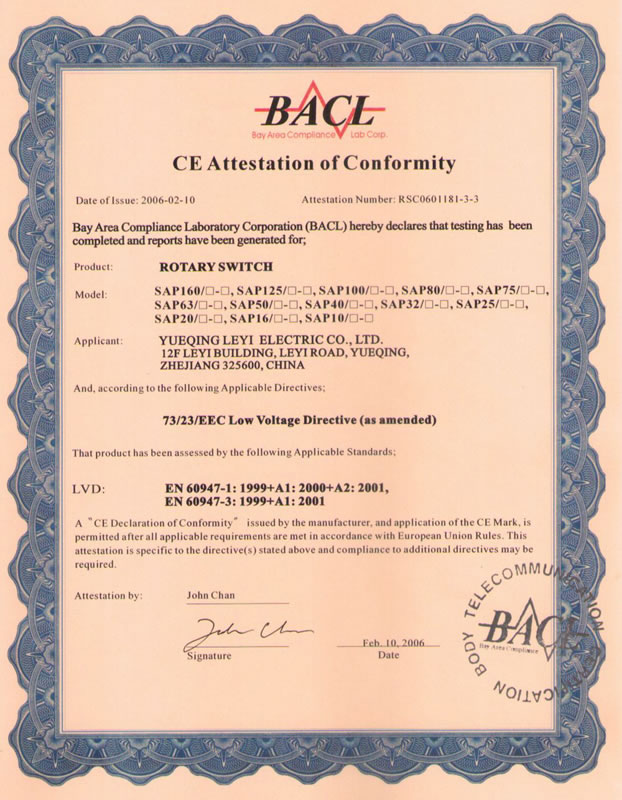 BACL
Bay Area Compliance Lab Corp.
CE Attestation of Conformity
Date of Issue: 2006-02-10 Attestation Number: RSC0601181-3-3
Bay Area Compliance Laboratory Corporation (BACL) hereby declares that testing has been
completed and reports have been generated for;
Product: ROTARY SWITCH
Model: SAP160/□-□, SAP125/□-□, SAP100/□-□, SAP80/□-□, SAP75/□-□,
SAP63/□-□, SAP50/□-□, SAP40/□-□, SAP32/□-□, SAP25/□-□,
SAP20/□-□, SAP16/□-□, SAP10/□-□
Applicant: YUEQING LEYI ELECTRIC CO., LTD.
12F LEYI BUILDING, LEYI ROAD, YUEQING,
ZHEJIANG 325600, CHINA
And, according to the following Applicable Directives;
73/23/EEC Low Voltage Directive (as amended)
That product has been assessed by the following Applicable Standards;
LVD: EN 60947-1: 1999+A1: 2000+A2: 2001,
EN 60947-3: 1999+A1: 2001
A "CE Declaration of Conformity" issued by the manufacturer, and application of the CE Mark, is
permitted after all applicable requirements are met in accordance with European Union Rules. This
attestation is specific to the directive(s) stated above and compliance to additional directives may be
required.
Attestation by: John Chan
John Chan
Signature
Feb. 10, 2006
Date
BODY TELECOMMUNICATION CERTIFICATION
BACL
Bay Area Compliance